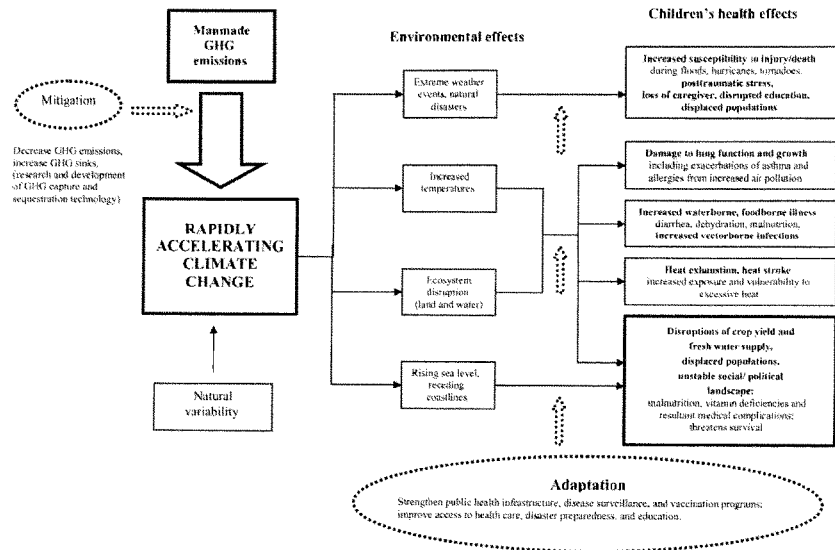 Manmade
GHG
emissions
Mitigation
Decrease GHG emissions,
increase GHG sinks,
(research and development
of GHG capture and
sequestration technology)
RAPIDLY
ACCELERATING
CLIMATE
CHANGE
Natural
variability
Environmental effects
Extreme weather
events, natural
disasters
Increased
temperatures
Ecosystem
disruption
(land and water)
Rising sea level,
receding
coastlines
Children's health effects
Increased susceptibility to injury/death
during floods, hurricanes, tornadoes,
posttraumatic stress,
loss of caregiver, disrupted education,
displaced populations
Damage to lung function and growth
including exacerbations of asthma and
allergies from increased air pollution
Increased waterborne, foodborne illness
diarrhea, dehydration, malnutrition,
increased vectorborne infections
Heat exhaustion, heat stroke
increased exposure and vulnerability to
excessive heat
Disruptions of crop yield and
fresh water supply,
displaced populations,
unstable social/ political
landscape:
malnutrition, vitamin deficiencies and
resultant medical complications;
threatens survival
Adaptation
Strengthen public health infrastructure, disease surveillance, and vaccination programs;
improve access to health care, disaster preparedness, and education.